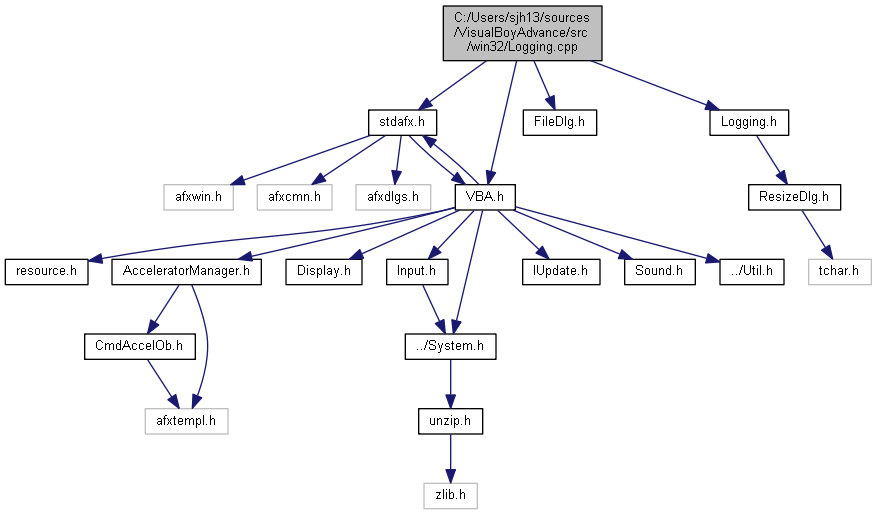 C:/Users/sjh13/sources
/VisualBoyAdvance/src
/win32/Logging.cpp
stdafx.h
FileDlg.h
Logging.h
afxwin.h
afxcmn.h
afxdlgs.h
VBA.h
ResizeDlg.h
resource.h
AcceleratorManager.h
Display.h
Input.h
IUpdate.h
Sound.h
../Util.h
tchar.h
CmdAccelOb.h
../System.h
afxtempl.h
unzip.h
zlib.h